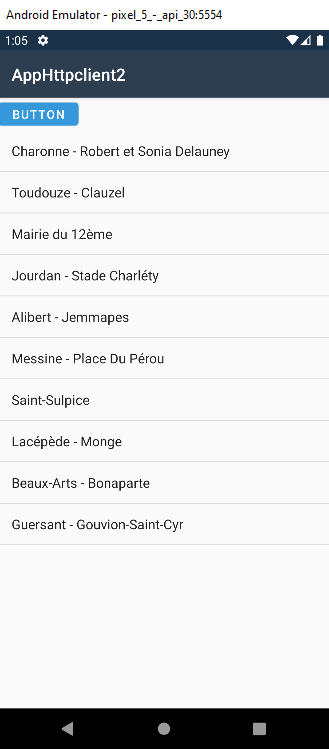 Android Emulator - pixel_5_-_api_30:5554
1:05
AppHttpclient2
BUTTON
Charonne - Robert et Sonia Delauney
Toudouze - Clauzel
Mairie du 12ème
Jourdan - Stade Charléty
Alibert - Jemmapes
Messine - Place Du Pérou
Saint-Sulpice
Lacépède - Monge
Beaux-Arts - Bonaparte
Guersant - Gouvion-Saint-Cyr